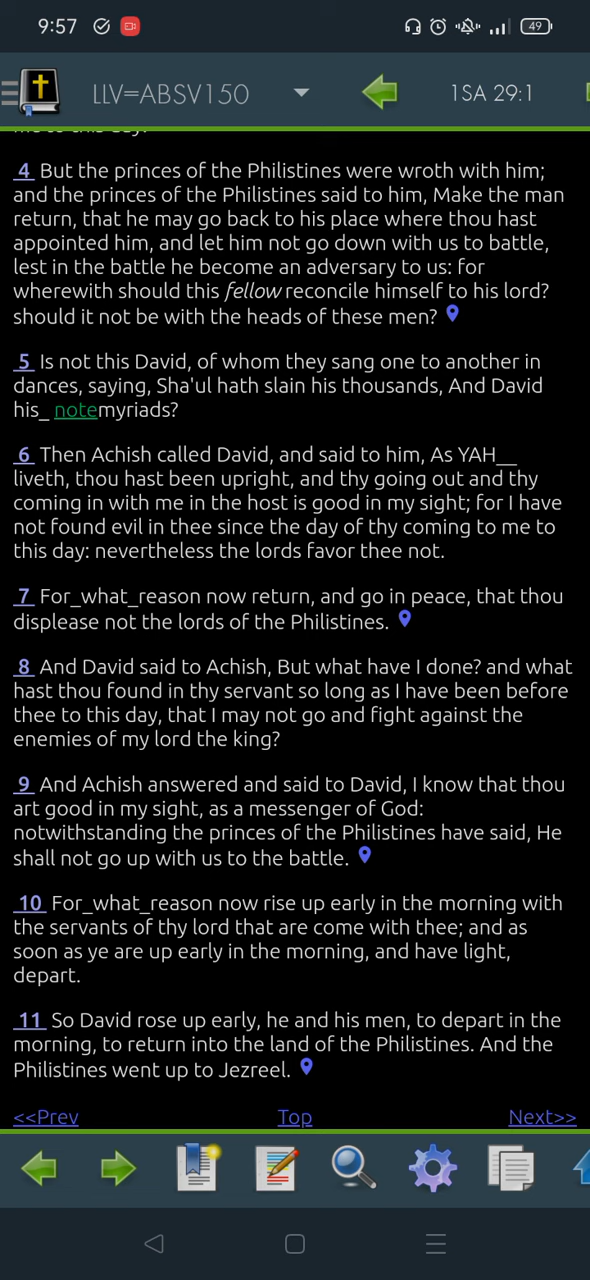 9:57
49
LLV=ABSV150
1SA 29:1
me to this day.
4 But the princes of the Philistines were wroth with him;
and the princes of the Philistines said to him, Make the man
return, that he may go back to his place where thou hast
appointed him, and let him not go down with us to battle,
lest in the battle he become an adversary to us: for
wherewith should this fellow reconcile himself to his lord?
should it not be with the heads of these men?
5 Is not this David, of whom they sang one to another in
dances, saying, Sha'ul hath slain his thousands, And David
his_ notemyriads?
6 Then Achish called David, and said to him, As YAH__
liveth, thou hast been upright, and thy going out and thy
coming in with me in the host is good in my sight; for I have
not found evil in thee since the day of thy coming to me to
this day: nevertheless the lords favor thee not.
7 For_what_reason now return, and go in peace, that thou
displease not the lords of the Philistines.
8 And David said to Achish, But what have I done? and what
hast thou found in thy servant so long as I have been before
thee to this day, that I may not go and fight against the
enemies of my lord the king?
9 And Achish answered and said to David, I know that thou
art good in my sight, as a messenger of God:
notwithstanding the princes of the Philistines have said, He
shall not go up with us to the battle.
10 For_what_reason now rise up early in the morning with
the servants of thy lord that are come with thee; and as
soon as ye are up early in the morning, and have light,
depart.
11 So David rose up early, he and his men, to depart in the
morning, to return into the land of the Philistines. And the
Philistines went up to Jezreel.
<<Prev Top Next>>